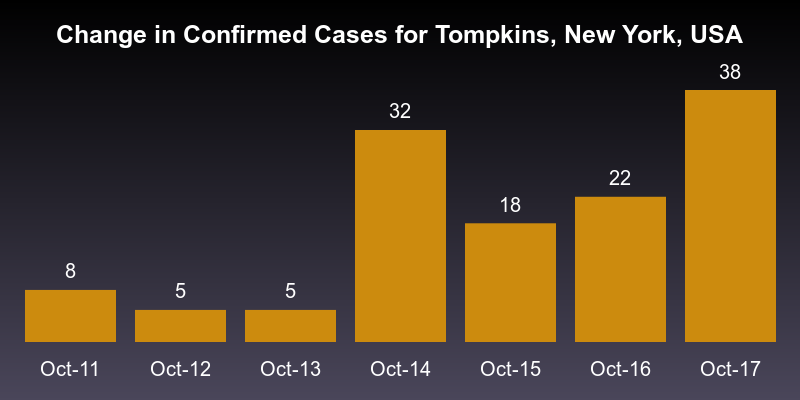 Change in Confirmed Cases for Tompkins, New York, USA
38
32
22
18
8
5
5
Oct-11
Oct-12
Oct-13
Oct-14
Oct-15
Oct-16
Oct-17